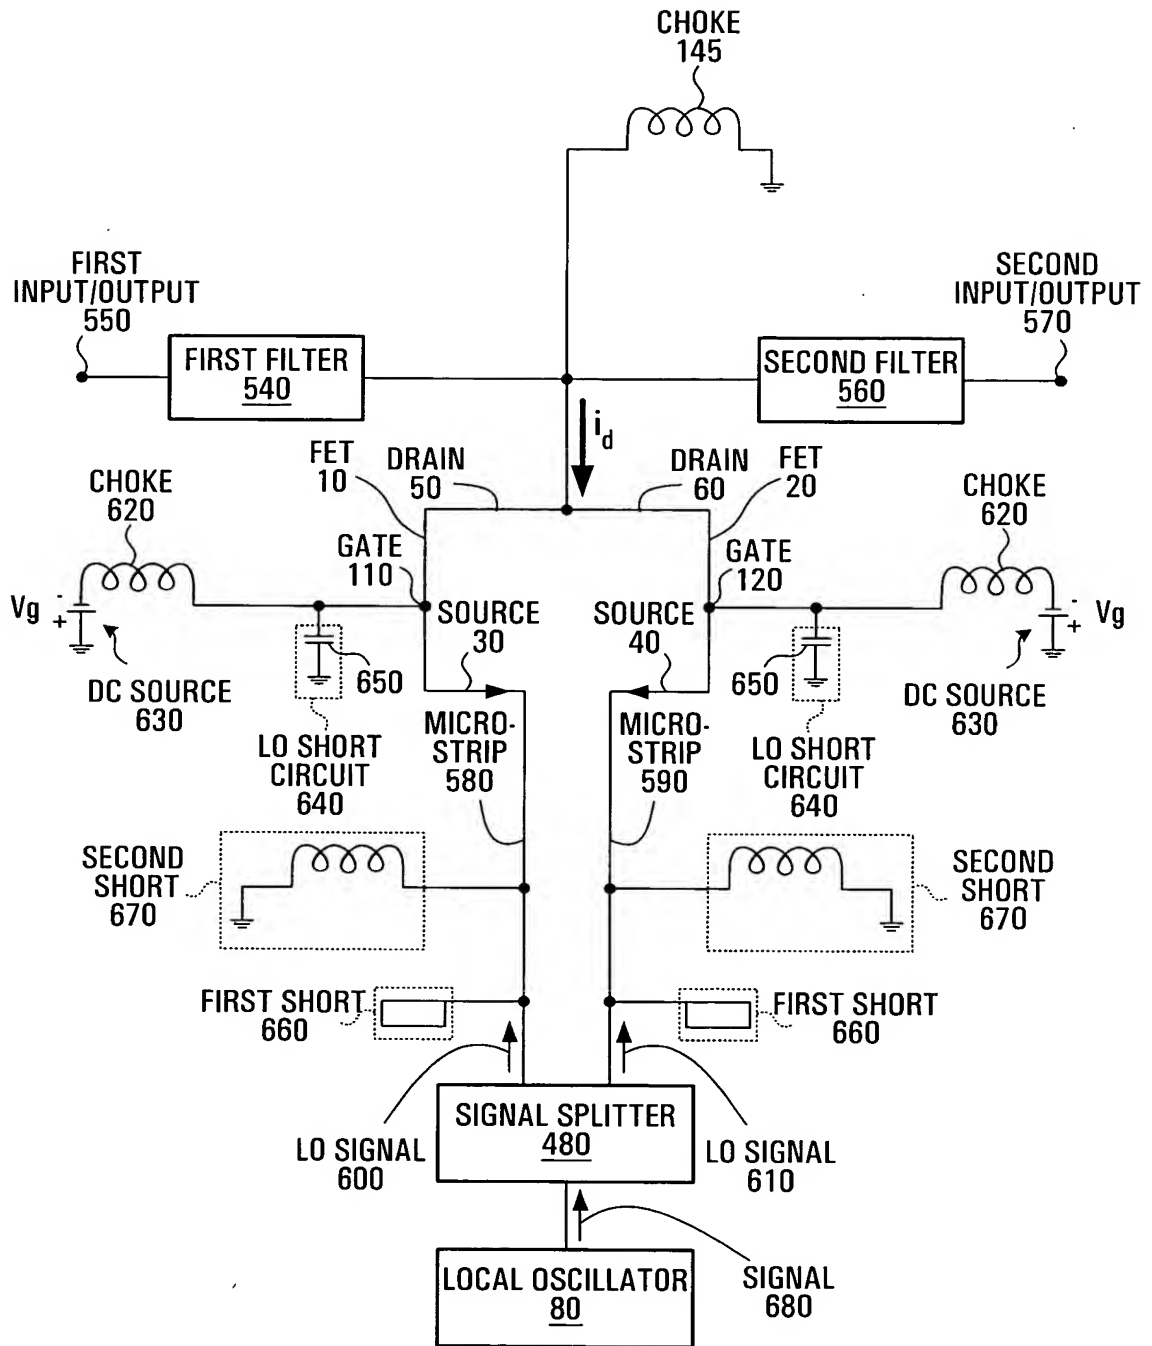 CHOKE
145
FIRST
INPUT/OUTPUT
550
SECOND
INPUT/OUTPUT
570
FIRST FILTER
540
SECOND FILTER
560
id
FET
10
DRAIN
50
DRAIN
60
FET
20
CHOKE
620
CHOKE
620
GATE
110
GATE
120
Vg
-
+
SOURCE
30
SOURCE
40
-
+
Vg
650
650
DC SOURCE
630
DC SOURCE
630
LO SHORT
CIRCUIT
640
MICRO-
STRIP
580
MICRO-
STRIP
590
LO SHORT
CIRCUIT
640
SECOND
SHORT
670
SECOND
SHORT
670
FIRST SHORT
660
FIRST SHORT
660
SIGNAL SPLITTER
480
LO SIGNAL
600
LO SIGNAL
610
LOCAL OSCILLATOR
80
SIGNAL
680